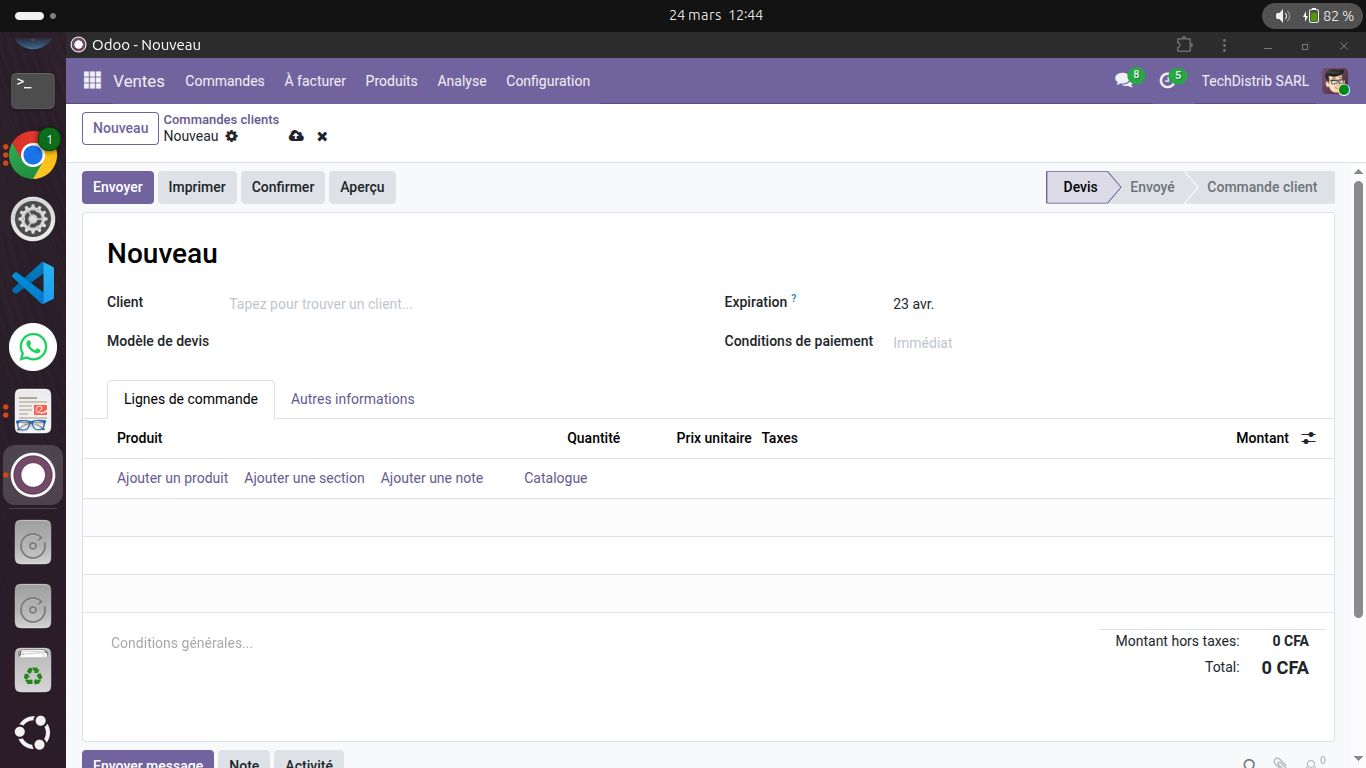 24 mars 12:44
82 %
Odoo - Nouveau
>_
1
Ventes Commandes À facturer Produits Analyse Configuration 8 5 TechDistrib SARL
Nouveau
Commandes clients
Nouveau
Envoyer Imprimer Confirmer Aperçu Devis Envoyé Commande client
Nouveau
Client Tapez pour trouver un client... Expiration ? 23 avr.
Modèle de devis Conditions de paiement Immédiat
Lignes de commande Autres informations
Produit Quantité Prix unitaire Taxes Montant
Ajouter un produit Ajouter une section Ajouter une note Catalogue
Conditions générales...
Montant hors taxes: 0 CFA
Total: 0 CFA
Envoyer message Note Activité 0